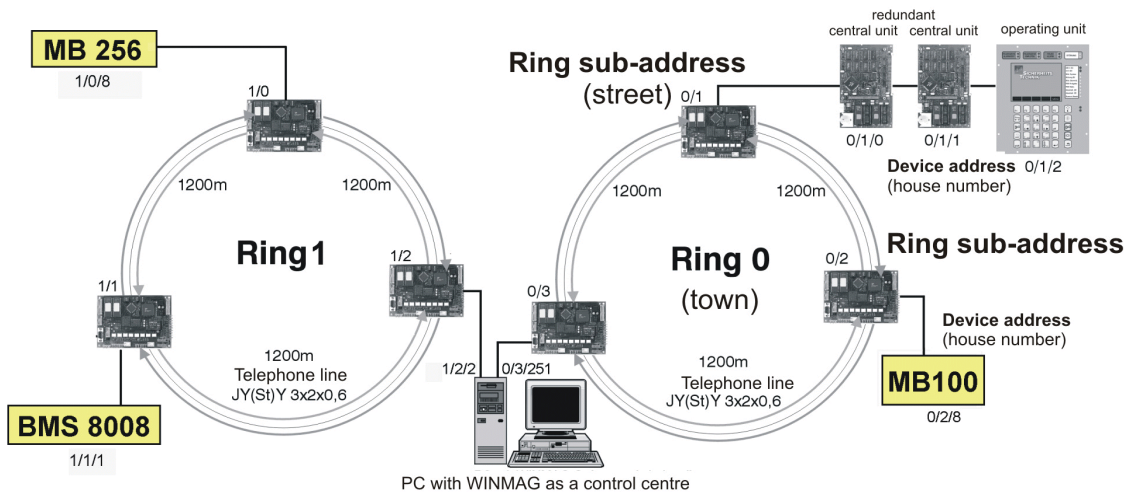 MB 256
1/0/8
1/0
1200m
1200m
Ring1
1/1
1/2
1200m
Telephone line
JY(St)Y 3x2x0,6
BMS 8008
1/1/1
1/2/2
0/3/251
PC with WINMAG as a control centre
Ring sub-address
(street)
0/1
redundant
central unit
central unit
operating unit
0/1/0
0/1/1
Device address 0/1/2
(house number)
1200m
1200m
Ring 0
(town)
0/3
0/2
Ring sub-address
Device address
(house number)
MB100
0/2/8
1200m
Telephone line
JY(St)Y 3x2x0,6